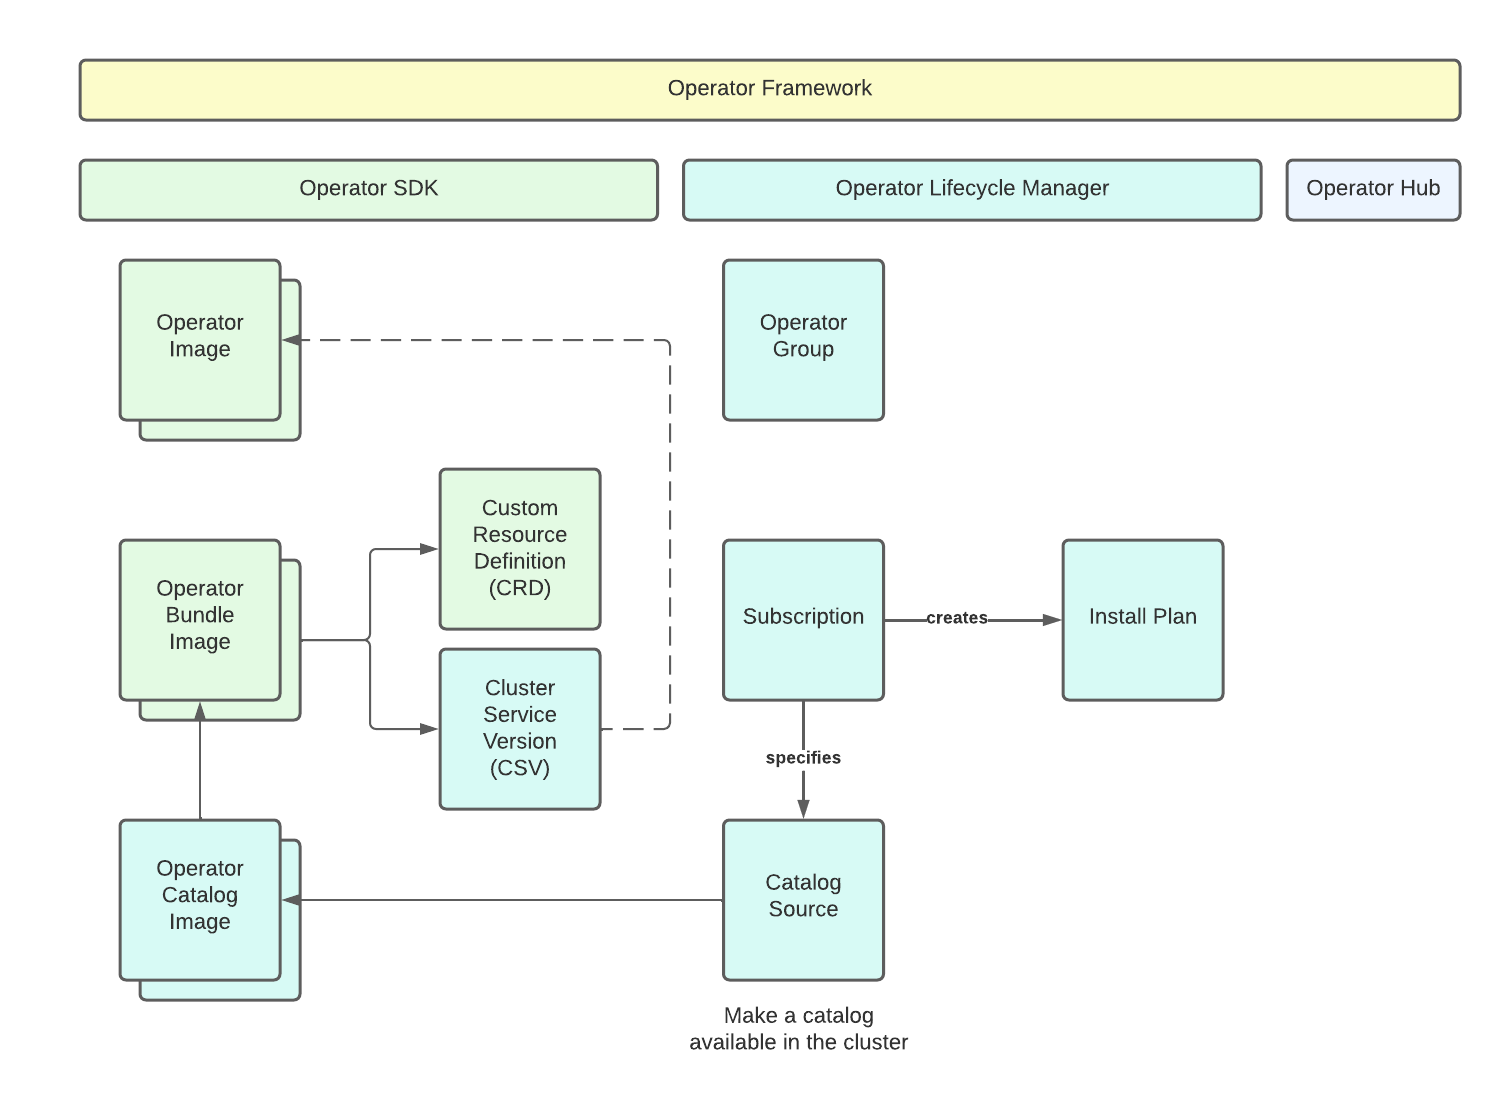 Operator Framework
Operator SDK
Operator Lifecycle Manager
Operator Hub
Operator
Image
Operator
Group
Custom
Resource
Definition
(CRD)
Operator
Bundle
Image
Subscription
creates
Install Plan
Cluster
Service
Version
(CSV)
specifies
Operator
Catalog
Image
Catalog
Source
Make a catalog
available in the cluster